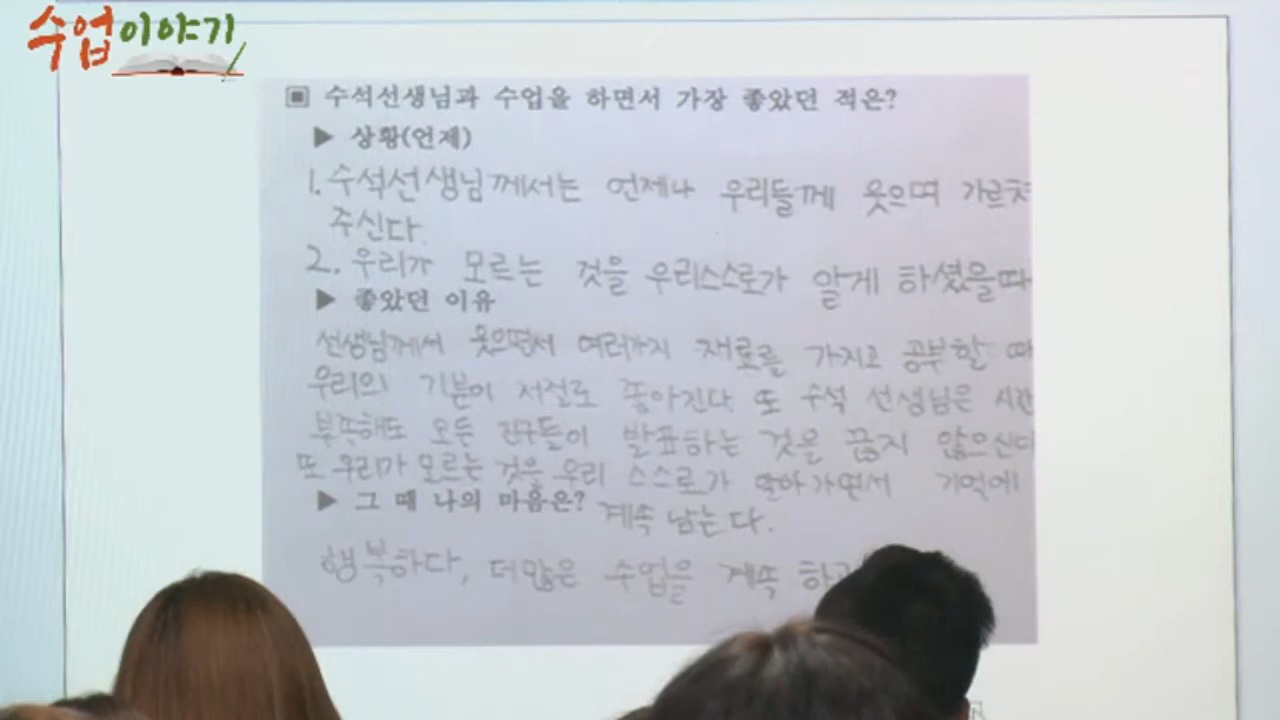 수업이야기
▣ 수석선생님과 수업을 하면서 가장 좋았던 적은?
▶ 상황(언제)
1. 수석선생님께서는 언제나 우리들께 웃으며 가르쳐
주신다.
2. 우리가 모르는 것을 우리스스로가 알게 하셨을때
▶ 좋았던 이유
선생님께서 웃으면서 여러가지 재료를 가지고 공부할 때
우리의 기분이 저절로 좋아진다 또 수석 선생님은 시간
부족해도 모든 친구들이 발표하는 것을 끊지 않으신다
또 우리가 모르는 것을 우리 스스로가 알아가면서 기억에
▶ 그 때 나의 마음은? 계속 남는다.
행복하다, 더많은 수업을 계속